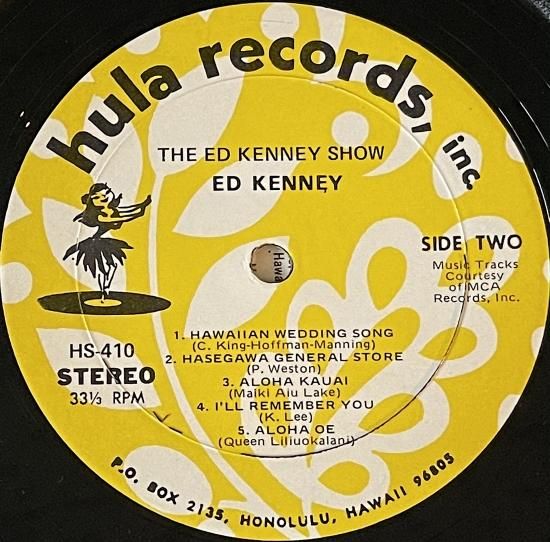 hula records, inc.
THE ED KENNEY SHOW
ED KENNEY
SIDE TWO
Music Tracks
Courtesy
of MCA
Records, Inc.
Hawa
HS-410
STEREO
33⅓ RPM
1. HAWAIIAN WEDDING SONG
(C. King-Hoffman-Manning)
2. HASEGAWA GENERAL STORE
(P. Weston)
3. ALOHA KAUAI
(Maiki Aiu Lake)
4. I'LL REMEMBER YOU
(K. Lee)
5. ALOHA OE
(Queen Liliuokalani)
P.O. BOX 2135, HONOLULU, HAWAII 96805